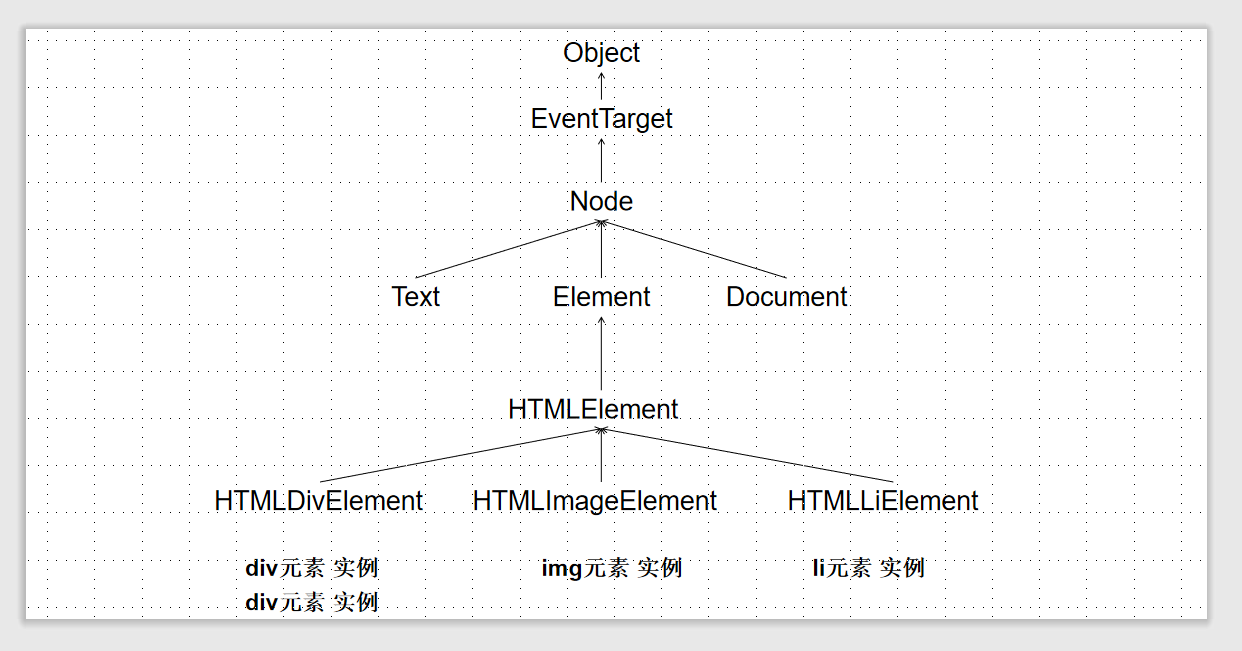 Object
EventTarget
Node
Text Element Document
HTMLElement
HTMLDivElement HTMLImageElement HTMLLiElement
div元素 实例 img元素 实例 li元素 实例
div元素 实例